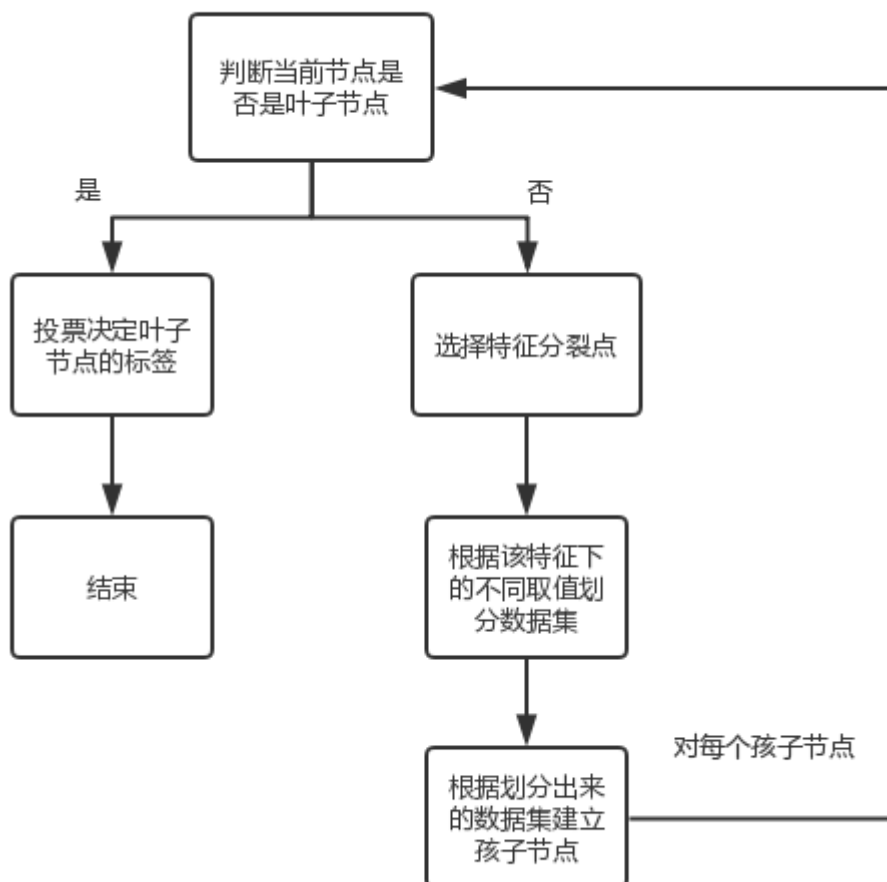 判断当前节点是
否是叶子节点
是
否
投票决定叶子
节点的标签
选择特征分裂点
结束
根据该特征下
的不同取值划
分数据集
对每个孩子节点
根据划分出来
的数据集建立
孩子节点